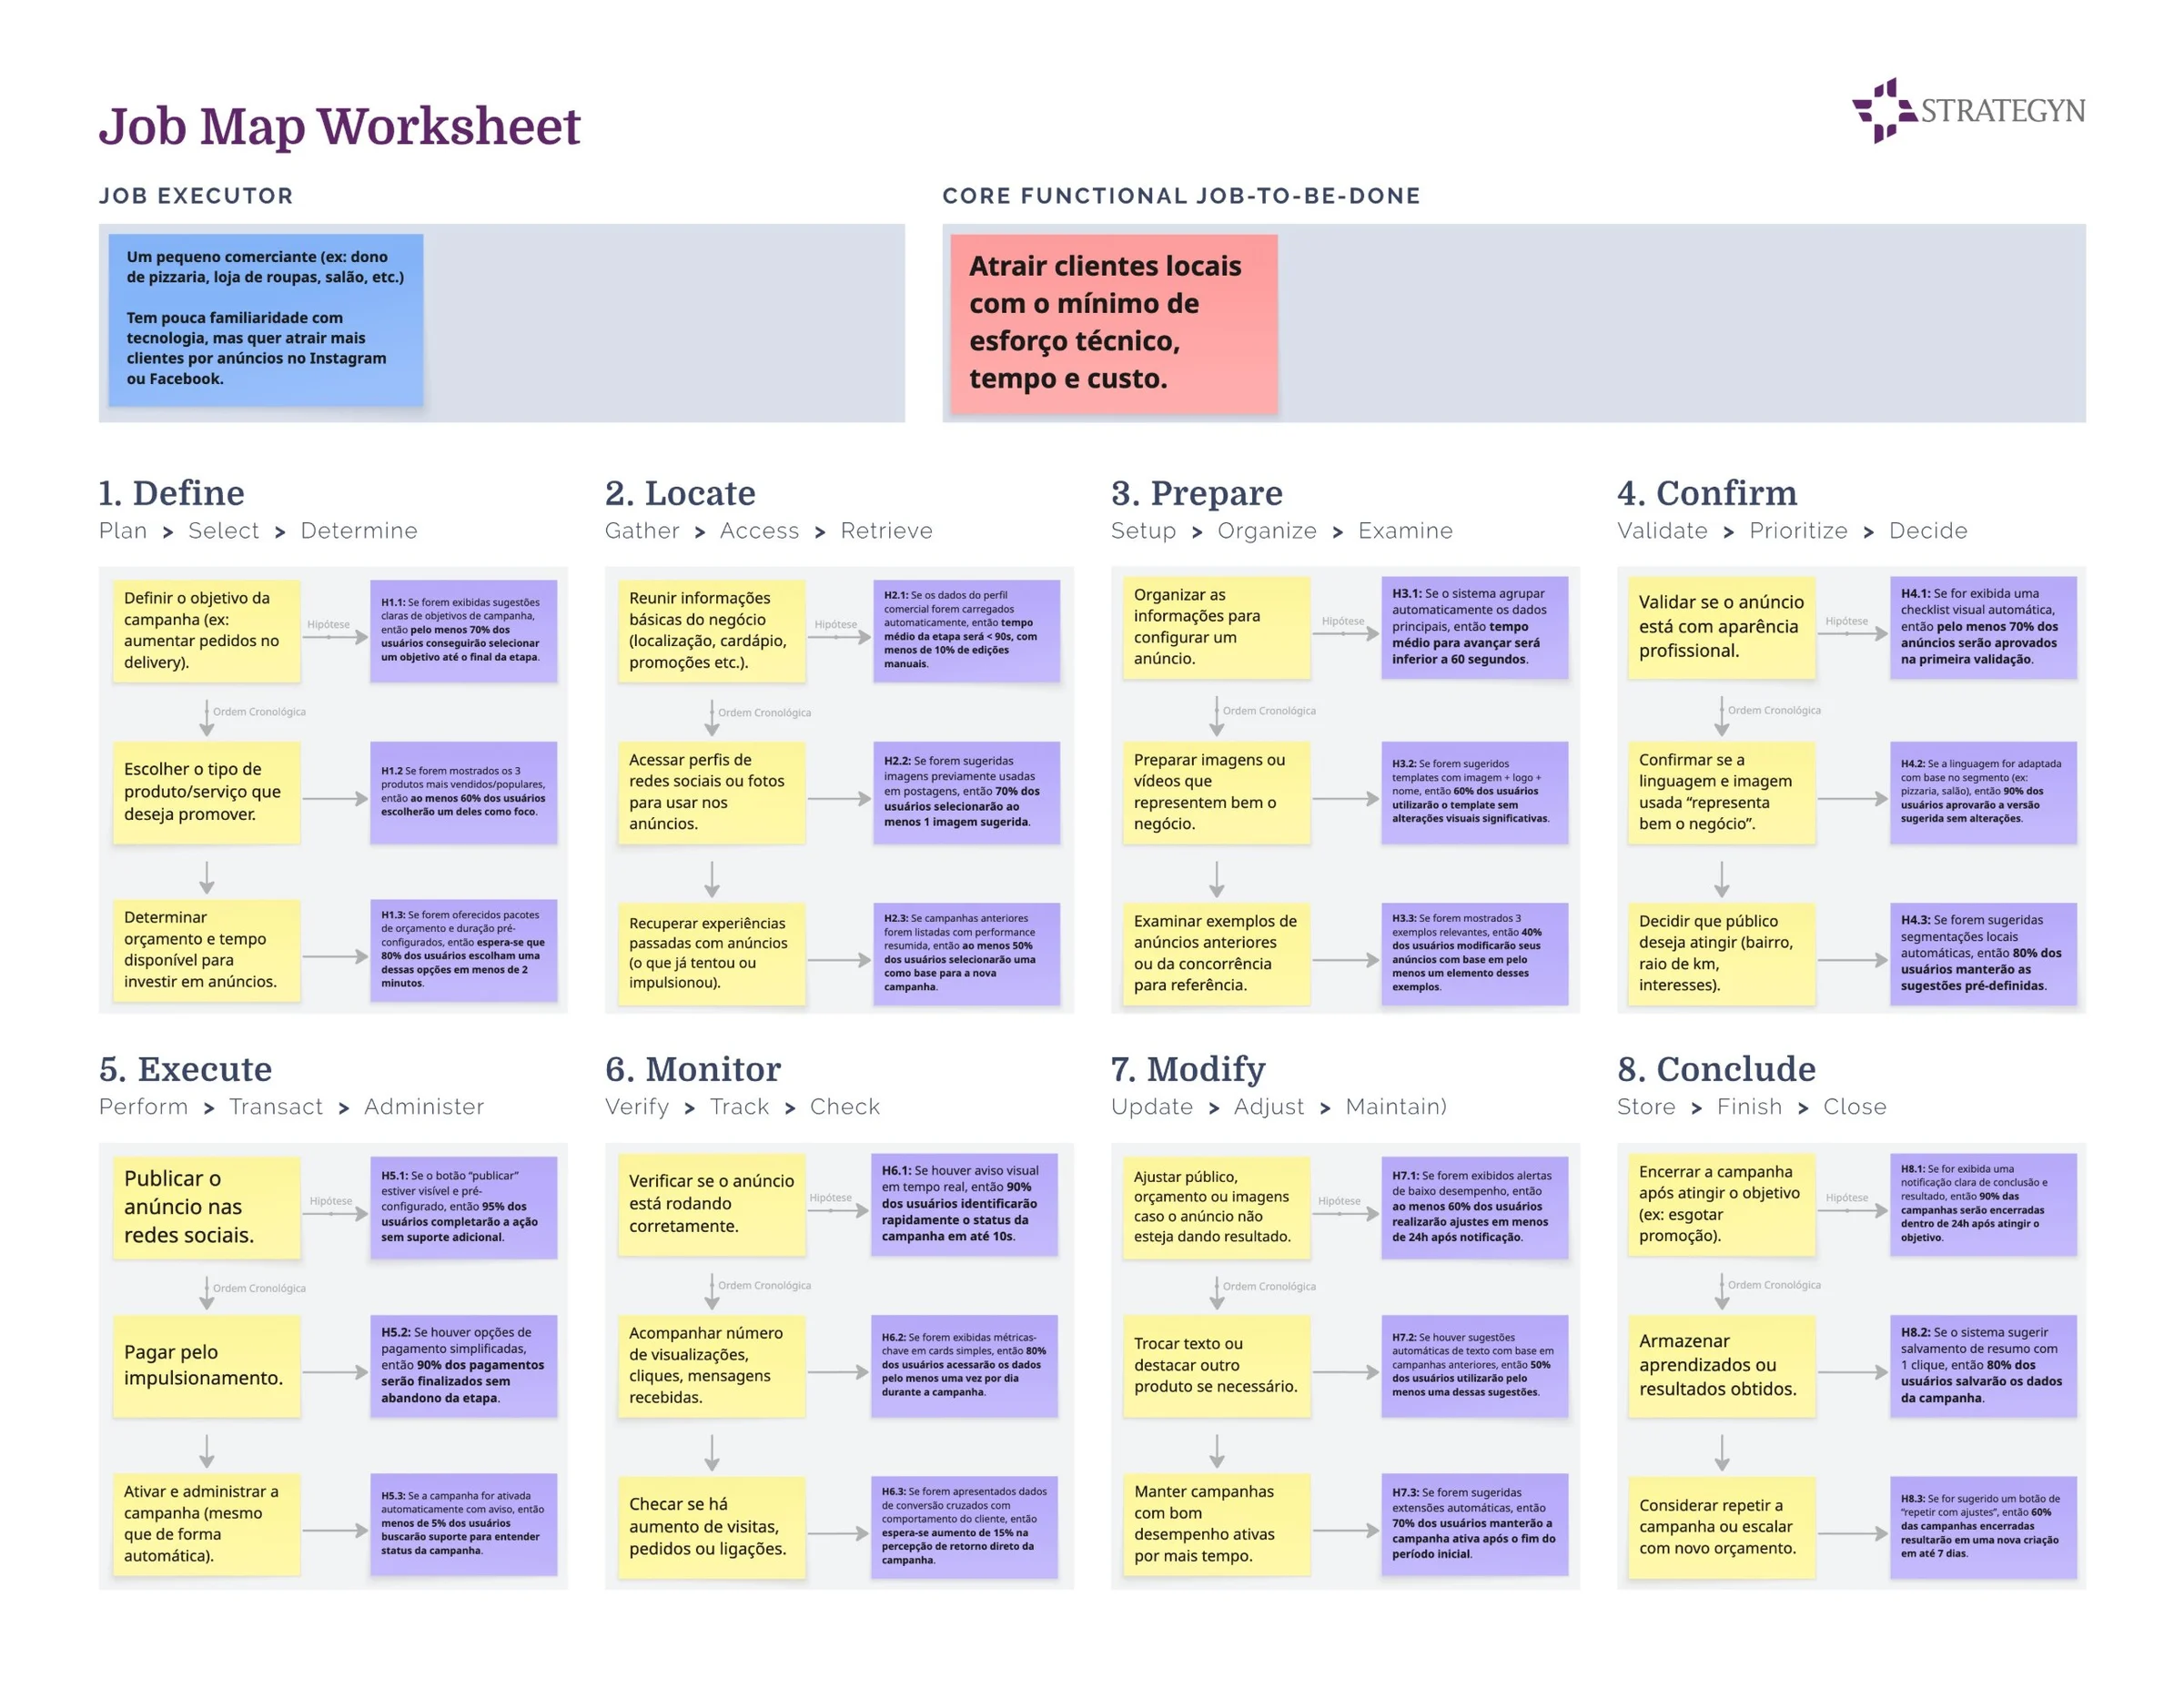 Job Map Worksheet
STRATEGYN
JOB EXECUTOR
Um pequeno comerciante (ex: dono
de pizzaria, loja de roupas, salão, etc.)
Tem pouca familiaridade com
tecnologia, mas quer atrair mais
clientes por anúncios no Instagram
ou Facebook.
CORE FUNCTIONAL JOB-TO-BE-DONE
Atrair clientes locais
com o mínimo de
esforço técnico,
tempo e custo.
1. Define
Plan > Select > Determine
Definir o objetivo da
campanha (ex:
aumentar pedidos no
delivery).
Hipótese
H1.1: Se forem exibidas sugestões
claras de objetivos de campanha,
então pelo menos 70% dos
usuários conseguirão selecionar
um objetivo até o final da etapa.
Ordem Cronológica
Escolher o tipo de
produto/serviço que
deseja promover.
H1.2 Se forem mostrados os 3
produtos mais vendidos/populares,
então ao menos 60% dos usuários
escolherão um deles como foco.
Determinar
orçamento e tempo
disponível para
investir em anúncios.
H1.3: Se forem oferecidos pacotes
de orçamento e duração pré-
configurados, então espera-se que
80% dos usuários escolham uma
dessas opções em menos de 2
minutos.
2. Locate
Gather > Access > Retrieve
Reunir informações
básicas do negócio
(localização, cardápio,
promoções etc.).
Hipótese
H2.1: Se os dados do perfil
comercial forem carregados
automaticamente, então tempo
médio da etapa será < 90s, com
menos de 10% de edições
manuais.
Ordem Cronológica
Acessar perfis de
redes sociais ou fotos
para usar nos
anúncios.
H2.2: Se forem sugeridas
imagens previamente usadas
em postagens, então 70% dos
usuários selecionarão ao
menos 1 imagem sugerida.
Recuperar experiências
passadas com anúncios
(o que já tentou ou
impulsionou).
H2.3: Se campanhas anteriores
forem listadas com performance
resumida, então ao menos 50%
dos usuários selecionarão uma
como base para a nova
campanha.
3. Prepare
Setup > Organize > Examine
Organizar as
informações para
configurar um
anúncio.
Hipótese
H3.1: Se o sistema agrupar
automaticamente os dados
principais, então tempo
médio para avançar será
inferior a 60 segundos.
Ordem Cronológica
Preparar imagens ou
vídeos que
representem bem o
negócio.
H3.2: Se forem sugeridos
templates com imagem + logo +
nome, então 60% dos usuários
utilizarão o template sem
alterações visuais significativas.
Examinar exemplos de
anúncios anteriores
ou da concorrência
para referência.
H3.3: Se forem mostrados 3
exemplos relevantes, então 40%
dos usuários modificarão seus
anúncios com base em pelo
menos um elemento desses
exemplos.
4. Confirm
Validate > Prioritize > Decide
Validar se o anúncio
está com aparência
profissional.
Hipótese
H4.1: Se for exibida uma
checklist visual automática,
então pelo menos 70% dos
anúncios serão aprovados
na primeira validação.
Ordem Cronológica
Confirmar se a
linguagem e imagem
usada “representa
bem o negócio”.
H4.2: Se a linguagem for adaptada
com base no segmento (ex:
pizzaria, salão), então 90% dos
usuários aprovarão a versão
sugerida sem alterações.
Decidir que público
deseja atingir (bairro,
raio de km,
interesses).
H4.3: Se forem sugeridas
segmentações locais
automáticas, então 80% dos
usuários manterão as
sugestões pré-definidas.
5. Execute
Perform > Transact > Administer
Publicar o
anúncio nas
redes sociais.
Hipótese
H5.1: Se o botão “publicar”
estiver visível e pré-
configurado, então 95% dos
usuários completarão a ação
sem suporte adicional.
Ordem Cronológica
Pagar pelo
impulsionamento.
H5.2: Se houver opções de
pagamento simplificadas,
então 90% dos pagamentos
serão finalizados sem
abandono da etapa.
Ativar e administrar a
campanha (mesmo
que de forma
automática).
H5.3: Se a campanha for ativada
automaticamente com aviso, então
menos de 5% dos usuários
buscarão suporte para entender
status da campanha.
6. Monitor
Verify > Track > Check
Verificar se o anúncio
está rodando
corretamente.
Hipótese
H6.1: Se houver aviso visual
em tempo real, então 90%
dos usuários identificarão
rapidamente o status da
campanha em até 10s.
Ordem Cronológica
Acompanhar número
de visualizações,
cliques, mensagens
recebidas.
H6.2: Se forem exibidas métricas-
chave em cards simples, então 80%
dos usuários acessarão os dados
pelo menos uma vez por dia
durante a campanha.
Checar se há
aumento de visitas,
pedidos ou ligações.
H6.3: Se forem apresentados dados
de conversão cruzados com
comportamento do cliente, então
espera-se aumento de 15% na
percepção de retorno direto da
campanha.
7. Modify
Update > Adjust > Maintain)
Ajustar público,
orçamento ou imagens
caso o anúncio não
esteja dando resultado.
Hipótese
H7.1: Se forem exibidos alertas
de baixo desempenho, então
ao menos 60% dos usuários
realizarão ajustes em menos
de 24h após notificação.
Ordem Cronológica
Trocar texto ou
destacar outro
produto se necessário.
H7.2: Se houver sugestões
automáticas de texto com base em
campanhas anteriores, então 50%
dos usuários utilizarão pelo
menos uma dessas sugestões.
Manter campanhas
com bom
desempenho ativas
por mais tempo.
H7.3: Se forem sugeridas
extensões automáticas, então
70% dos usuários manterão a
campanha ativa após o fim do
período inicial.
8. Conclude
Store > Finish > Close
Encerrar a campanha
após atingir o objetivo
(ex: esgotar
promoção).
Hipótese
H8.1: Se for exibida uma
notificação clara de conclusão e
resultado, então 90% das
campanhas serão encerradas
dentro de 24h após atingir o
objetivo.
Ordem Cronológica
Armazenar
aprendizados ou
resultados obtidos.
H8.2: Se o sistema sugerir
salvamento de resumo com
1 clique, então 80% dos
usuários salvarão os dados
da campanha.
Considerar repetir a
campanha ou escalar
com novo orçamento.
H8.3: Se for sugerido um botão de
“repetir com ajustes”, então 60%
das campanhas encerradas
resultarão em uma nova criação
em até 7 dias.